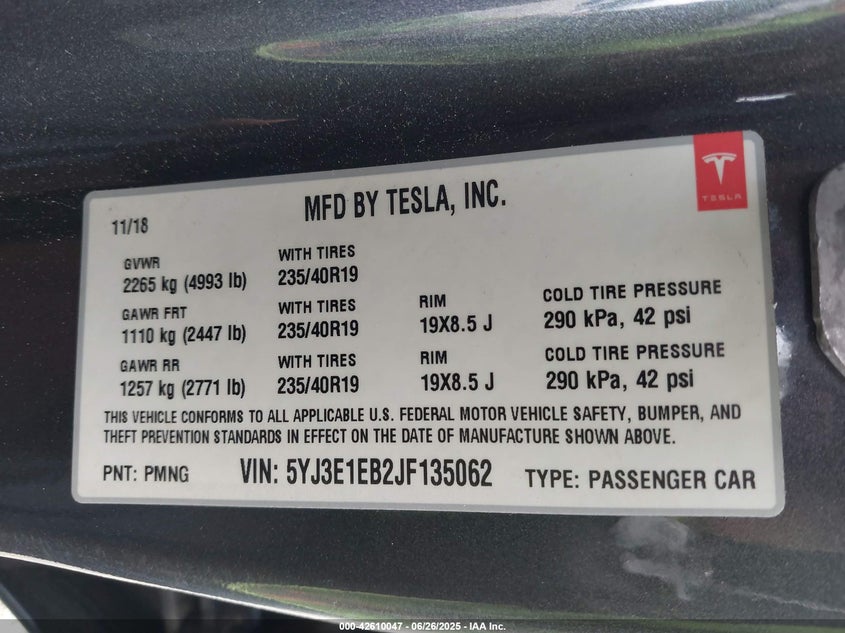 MFD BY TESLA, INC.
TESLA
11/18
GVWR
2265 kg (4993 lb)
WITH TIRES
235/40R19
GAWR FRT
1110 kg (2447 lb)
WITH TIRES
235/40R19
RIM
19X8.5 J
COLD TIRE PRESSURE
290 kPa, 42 psi
GAWR RR
1257 kg (2771 lb)
WITH TIRES
235/40R19
RIM
19X8.5 J
COLD TIRE PRESSURE
290 kPa, 42 psi
THIS VEHICLE CONFORMS TO ALL APPLICABLE U.S. FEDERAL MOTOR VEHICLE SAFETY, BUMPER, AND
THEFT PREVENTION STANDARDS IN EFFECT ON THE DATE OF MANUFACTURE SHOWN ABOVE.
PNT: PMNG VIN: 5YJ3E1EB2JF135062 TYPE: PASSENGER CAR
000-42610047 - 06/26/2025 - IAA Inc.